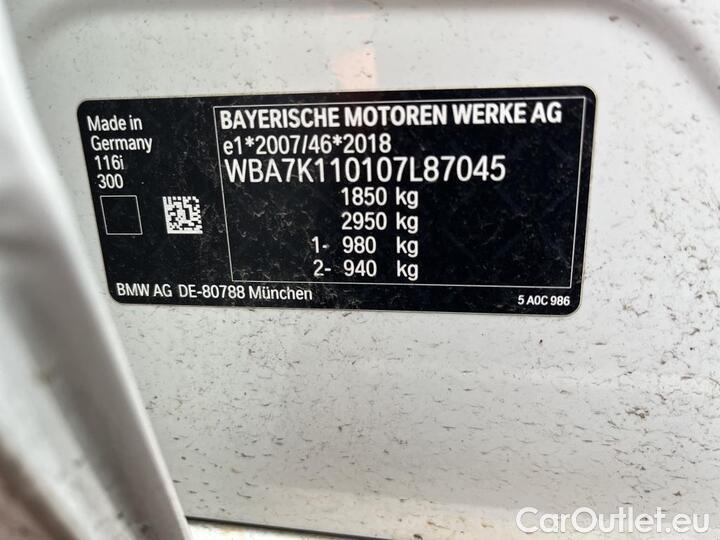 Made in
Germany
116i
300
BAYERISCHE MOTOREN WERKE AG
e1*2007/46*2018
WBA7K110107L87045
1850 kg
2950 kg
1- 980 kg
2- 940 kg
BMW AG DE-80788 München
5 A0C 986
CarOutlet.eu